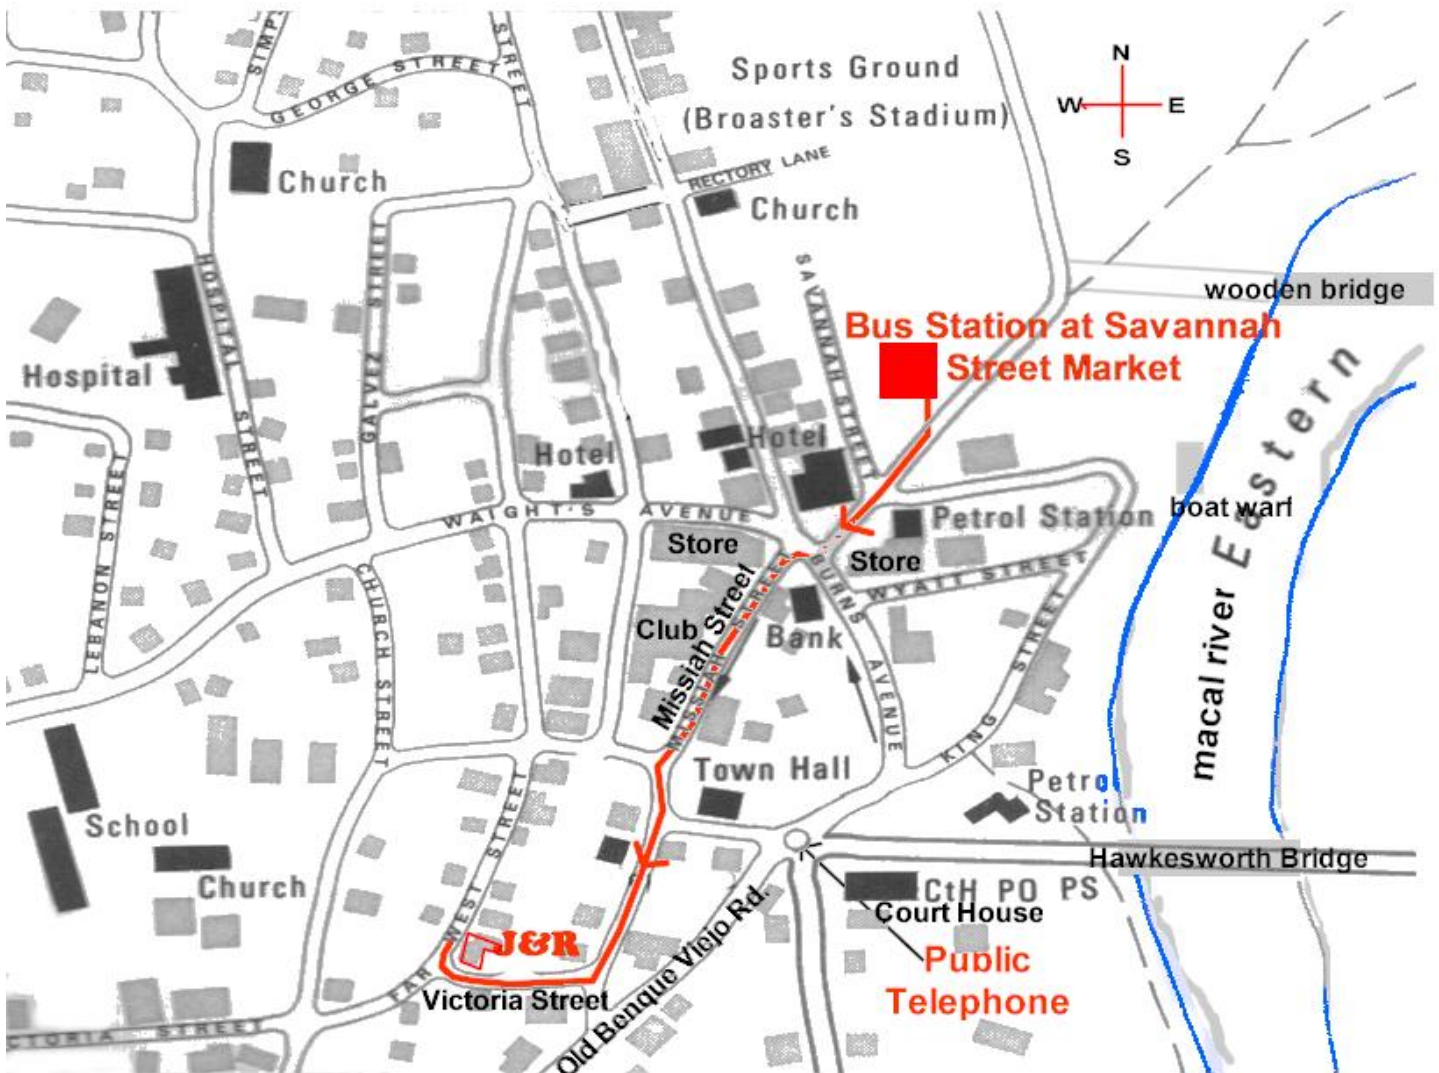 N
W E
S
SIMPS
GEORGE STREET
STREET
Sports Ground
(Broaster's Stadium)
RECTORY LANE
Church
Church
SAVANNAH STREET
wooden bridge
Bus Station at Savannah
Street Market
HOSPITAL STREET
Hospital
GALVEZ STREET
Hotel
Hotel
LEBANON STREET
WAIGHT'S AVENUE
Petrol Station
boat warf
Eastern
macal river
Store
Store
CHURCH STREET
BURNS AVENUE
WYATT STREET
Missiah Street
MISSIAH STREET
Club
Bank
KING STREET
Town Hall
Petrol
Station
School
Church
FAR WEST STREET
J&R
Hawkesworth Bridge
CtH PO PS
Court House
Old Benque Viejo Rd.
Public
Telephone
Victoria Street
CTORIA STREET